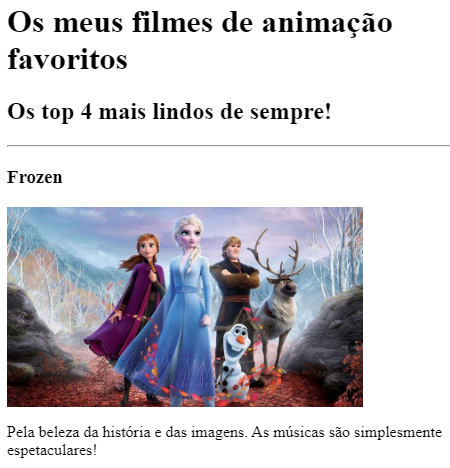 Os meus filmes de animação
favoritos
Os top 4 mais lindos de sempre!
Frozen
Pela beleza da história e das imagens. As músicas são simplesmente
espetaculares!